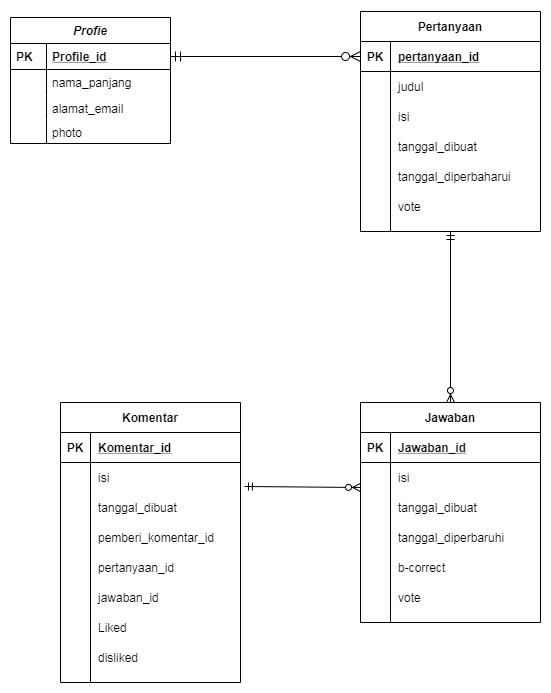 Profie
PK Profile_id
nama_panjang
alamat_email
photo
Pertanyaan
PK pertanyaan_id
judul
isi
tanggal_dibuat
tanggal_diperbaharui
vote
Komentar
PK Komentar_id
isi
tanggal_dibuat
pemberi_komentar_id
pertanyaan_id
jawaban_id
Liked
disliked
Jawaban
PK Jawaban_id
isi
tanggal_dibuat
tanggal_diperbaruhi
b-correct
vote